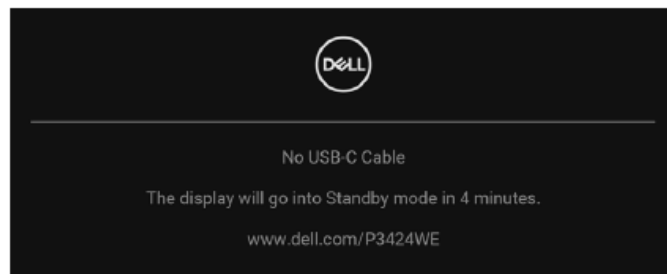 DELL
No USB-C Cable
The display will go into Standby mode in 4 minutes.
www.dell.com/P3424WE